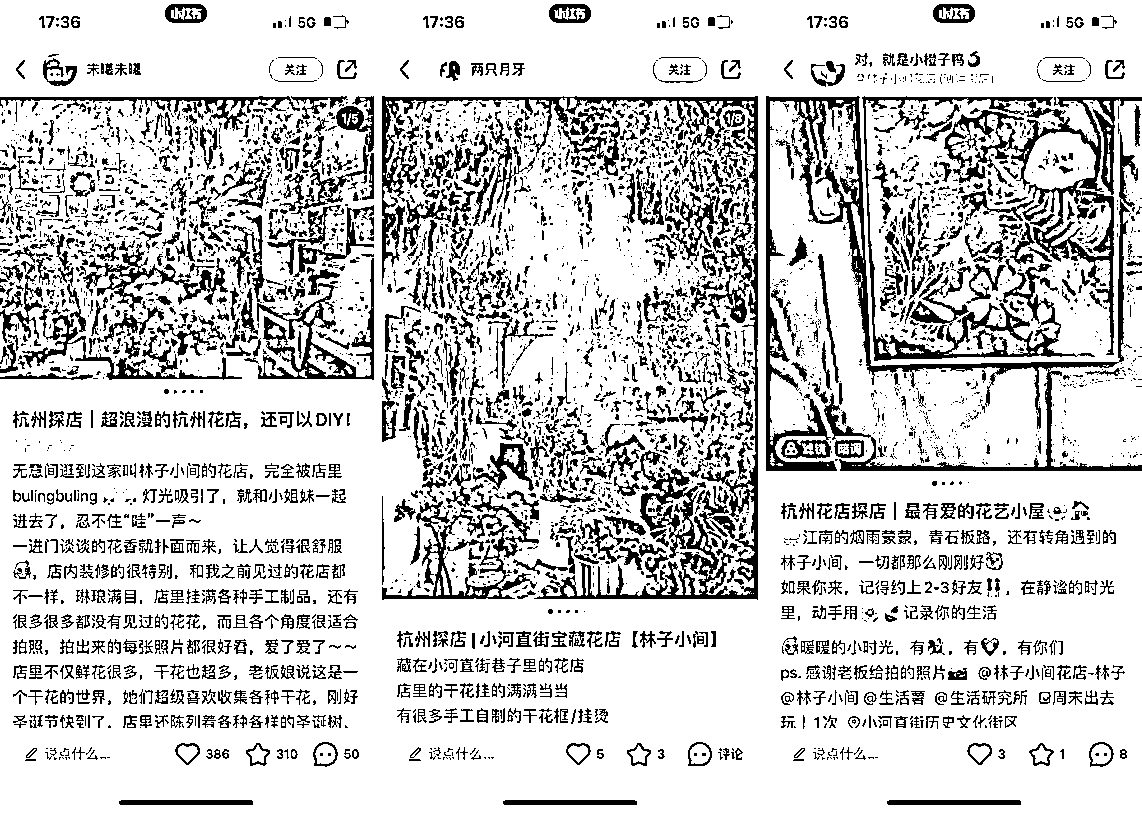 17:36
小红书
5G
未曙未曙
关注
1/5
杭州探店｜超浪漫的杭州花店，还可以DIY！
无意间逛到这家叫林子小间的花店，完全被店里
bulingbuling 灯光吸引了，就和小姐妹一起
进去了，忍不住“哇”一声～
一进门谈谈的花香就扑面而来，让人觉得很舒服
，店内装修的很特别，和我之前见过的花店都
不一样，琳琅满目，店里挂满各种手工制品，还有
很多很多都没有见过的花花，而且各个角度很适合
拍照，拍出来的每张照片都很好看，爱了爱了～～
店里不仅鲜花很多，干花也超多，老板娘说这是一
个干花的世界，她们超级喜欢收集各种干花，刚好
圣诞节快到了，店里还陈列着各种各样的圣诞树、
说点什么...
386
310
50
17:36
小红书
5G
两只月牙
关注
杭州探店|小河直街宝藏花店【林子小间】
藏在小河直街巷子里的花店
店里的干花挂的满满当当
有很多手工自制的干花框/挂烫
说点什么...
5
3
评论
17:36
小红书
5G
对，就是小橙子鸭
关注
杭州花店探店｜最有爱的花艺小屋
江南的烟雨蒙蒙，青石板路，还有转角遇到的
林子小间，一切都那么刚刚好
如果你来，记得约上2-3好友，在静谧的时光
里，动手用记录你的生活
暖暖的小时光，有，有，有你们
ps. 感谢老板给拍的照片 @林子小间花店-林子
@林子小间 @生活薯 @生活研究所 周末出去
玩｜1次 @小河直街历史文化街区
说点什么...
3
1
8